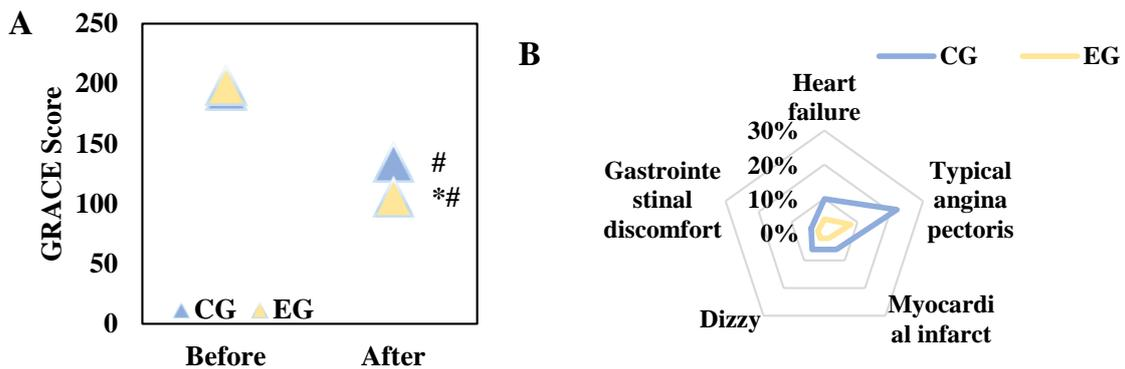 A
GRACE Score
250
200
150
100
50
0
#
*#
CG
EG
Before
After
B
CG
EG
Heart
failure
30%
20%
10%
0%
Typical
angina
pectoris
Myocardi
al infarct
Dizzy
Gastrointe
stinal
discomfort